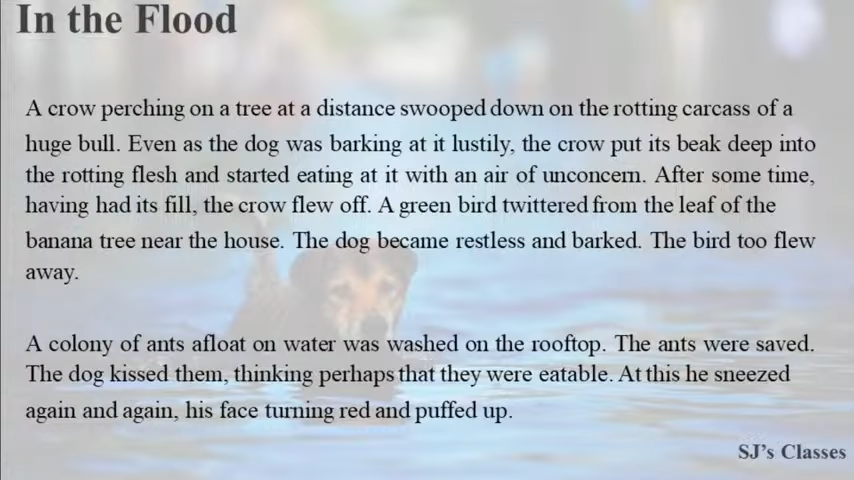 In the Flood
A crow perching on a tree at a distance swooped down on the rotting carcass of a
huge bull. Even as the dog was barking at it lustily, the crow put its beak deep into
the rotting flesh and started eating at it with an air of unconcern. After some time,
having had its fill, the crow flew off. A green bird twittered from the leaf of the
banana tree near the house. The dog became restless and barked. The bird too flew
away.
A colony of ants afloat on water was washed on the rooftop. The ants were saved.
The dog kissed them, thinking perhaps that they were eatable. At this he sneezed
again and again, his face turning red and puffed up.
SJ's Classes